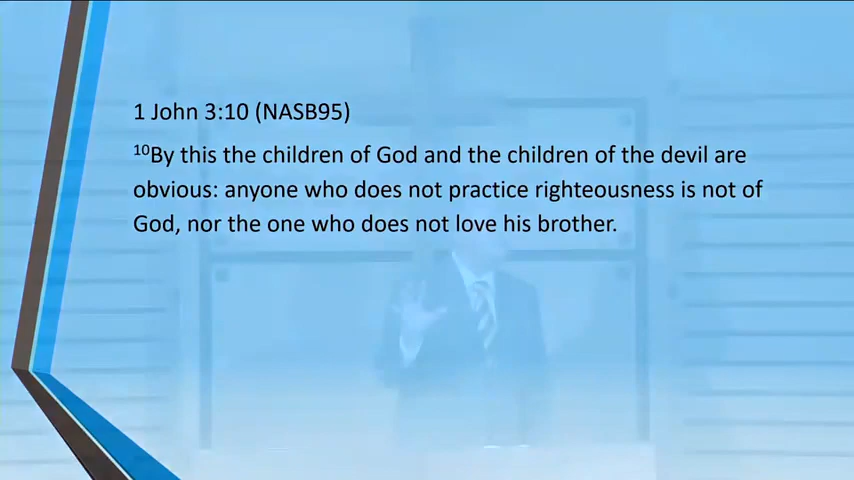 1 John 3:10 (NASB95)
10By this the children of God and the children of the devil are
obvious: anyone who does not practice righteousness is not of
God, nor the one who does not love his brother.